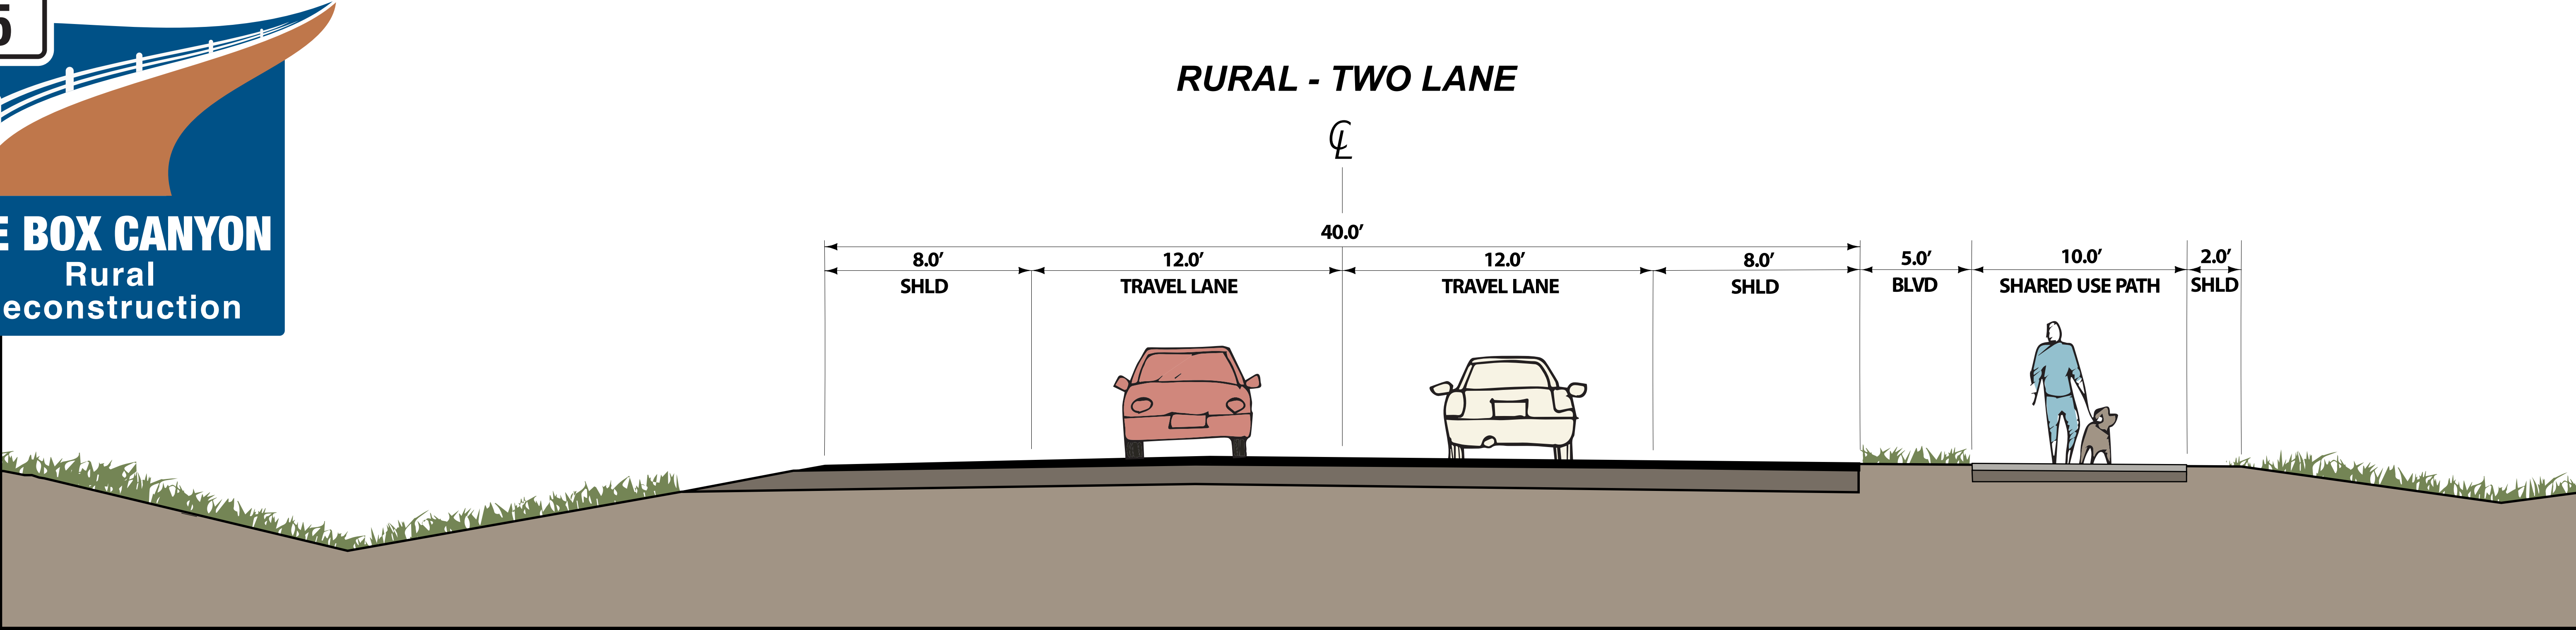 5
E BOX CANYON
Rural
econstruction
RURAL - TWO LANE
℄
40.0’
8.0’ 12.0’ 12.0’ 8.0’ 5.0’ 10.0’ 2.0’
SHLD TRAVEL LANE TRAVEL LANE SHLD BLVD SHARED USE PATH SHLD